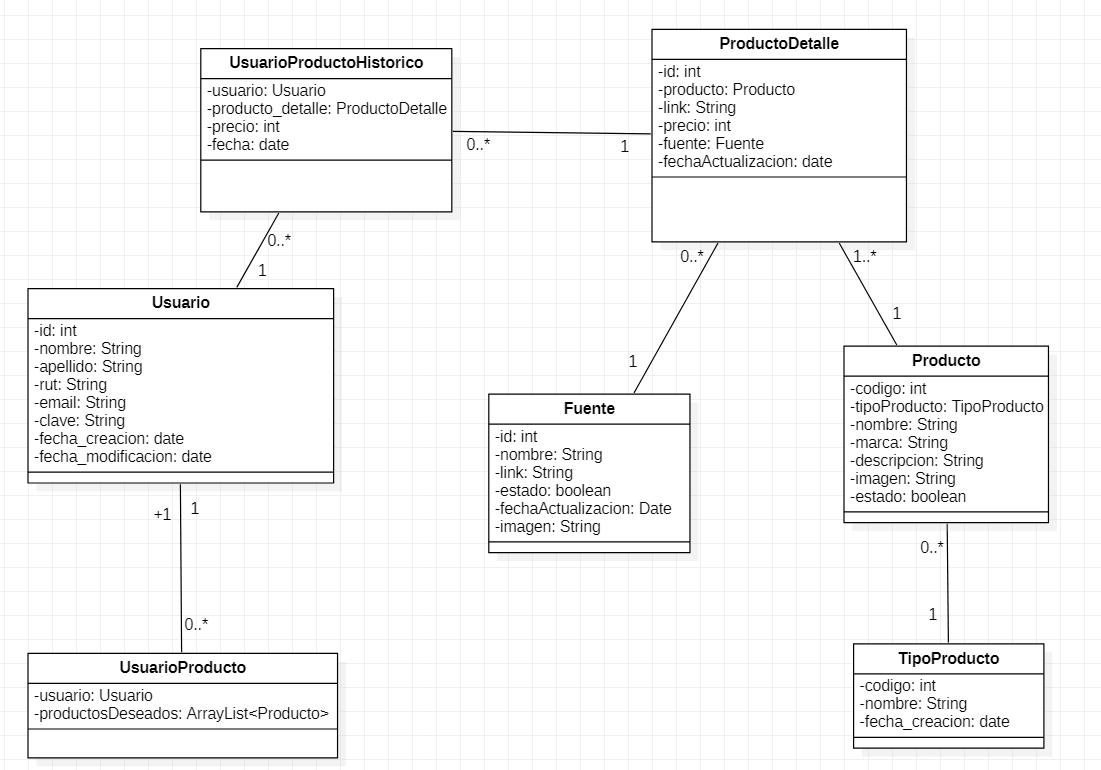 UsuarioProductoHistorico
-usuario: Usuario
-producto_detalle: ProductoDetalle
-precio: int
-fecha: date
ProductoDetalle
-id: int
-producto: Producto
-link: String
-precio: int
-fuente: Fuente
-fechaActualizacion: date
0..*
1
0..*
1
0..*
1
1..*
1
Usuario
-id: int
-nombre: String
-apellido: String
-rut: String
-email: String
-clave: String
-fecha_creacion: date
-fecha_modificacion: date
Fuente
-id: int
-nombre: String
-link: String
-estado: boolean
-fechaActualizacion: Date
-imagen: String
Producto
-codigo: int
-tipoProducto: TipoProducto
-nombre: String
-marca: String
-descripcion: String
-imagen: String
-estado: boolean
+1
1
0..*
0..*
1
UsuarioProducto
-usuario: Usuario
-productosDeseados: ArrayList<Producto>
TipoProducto
-codigo: int
-nombre: String
-fecha_creacion: date